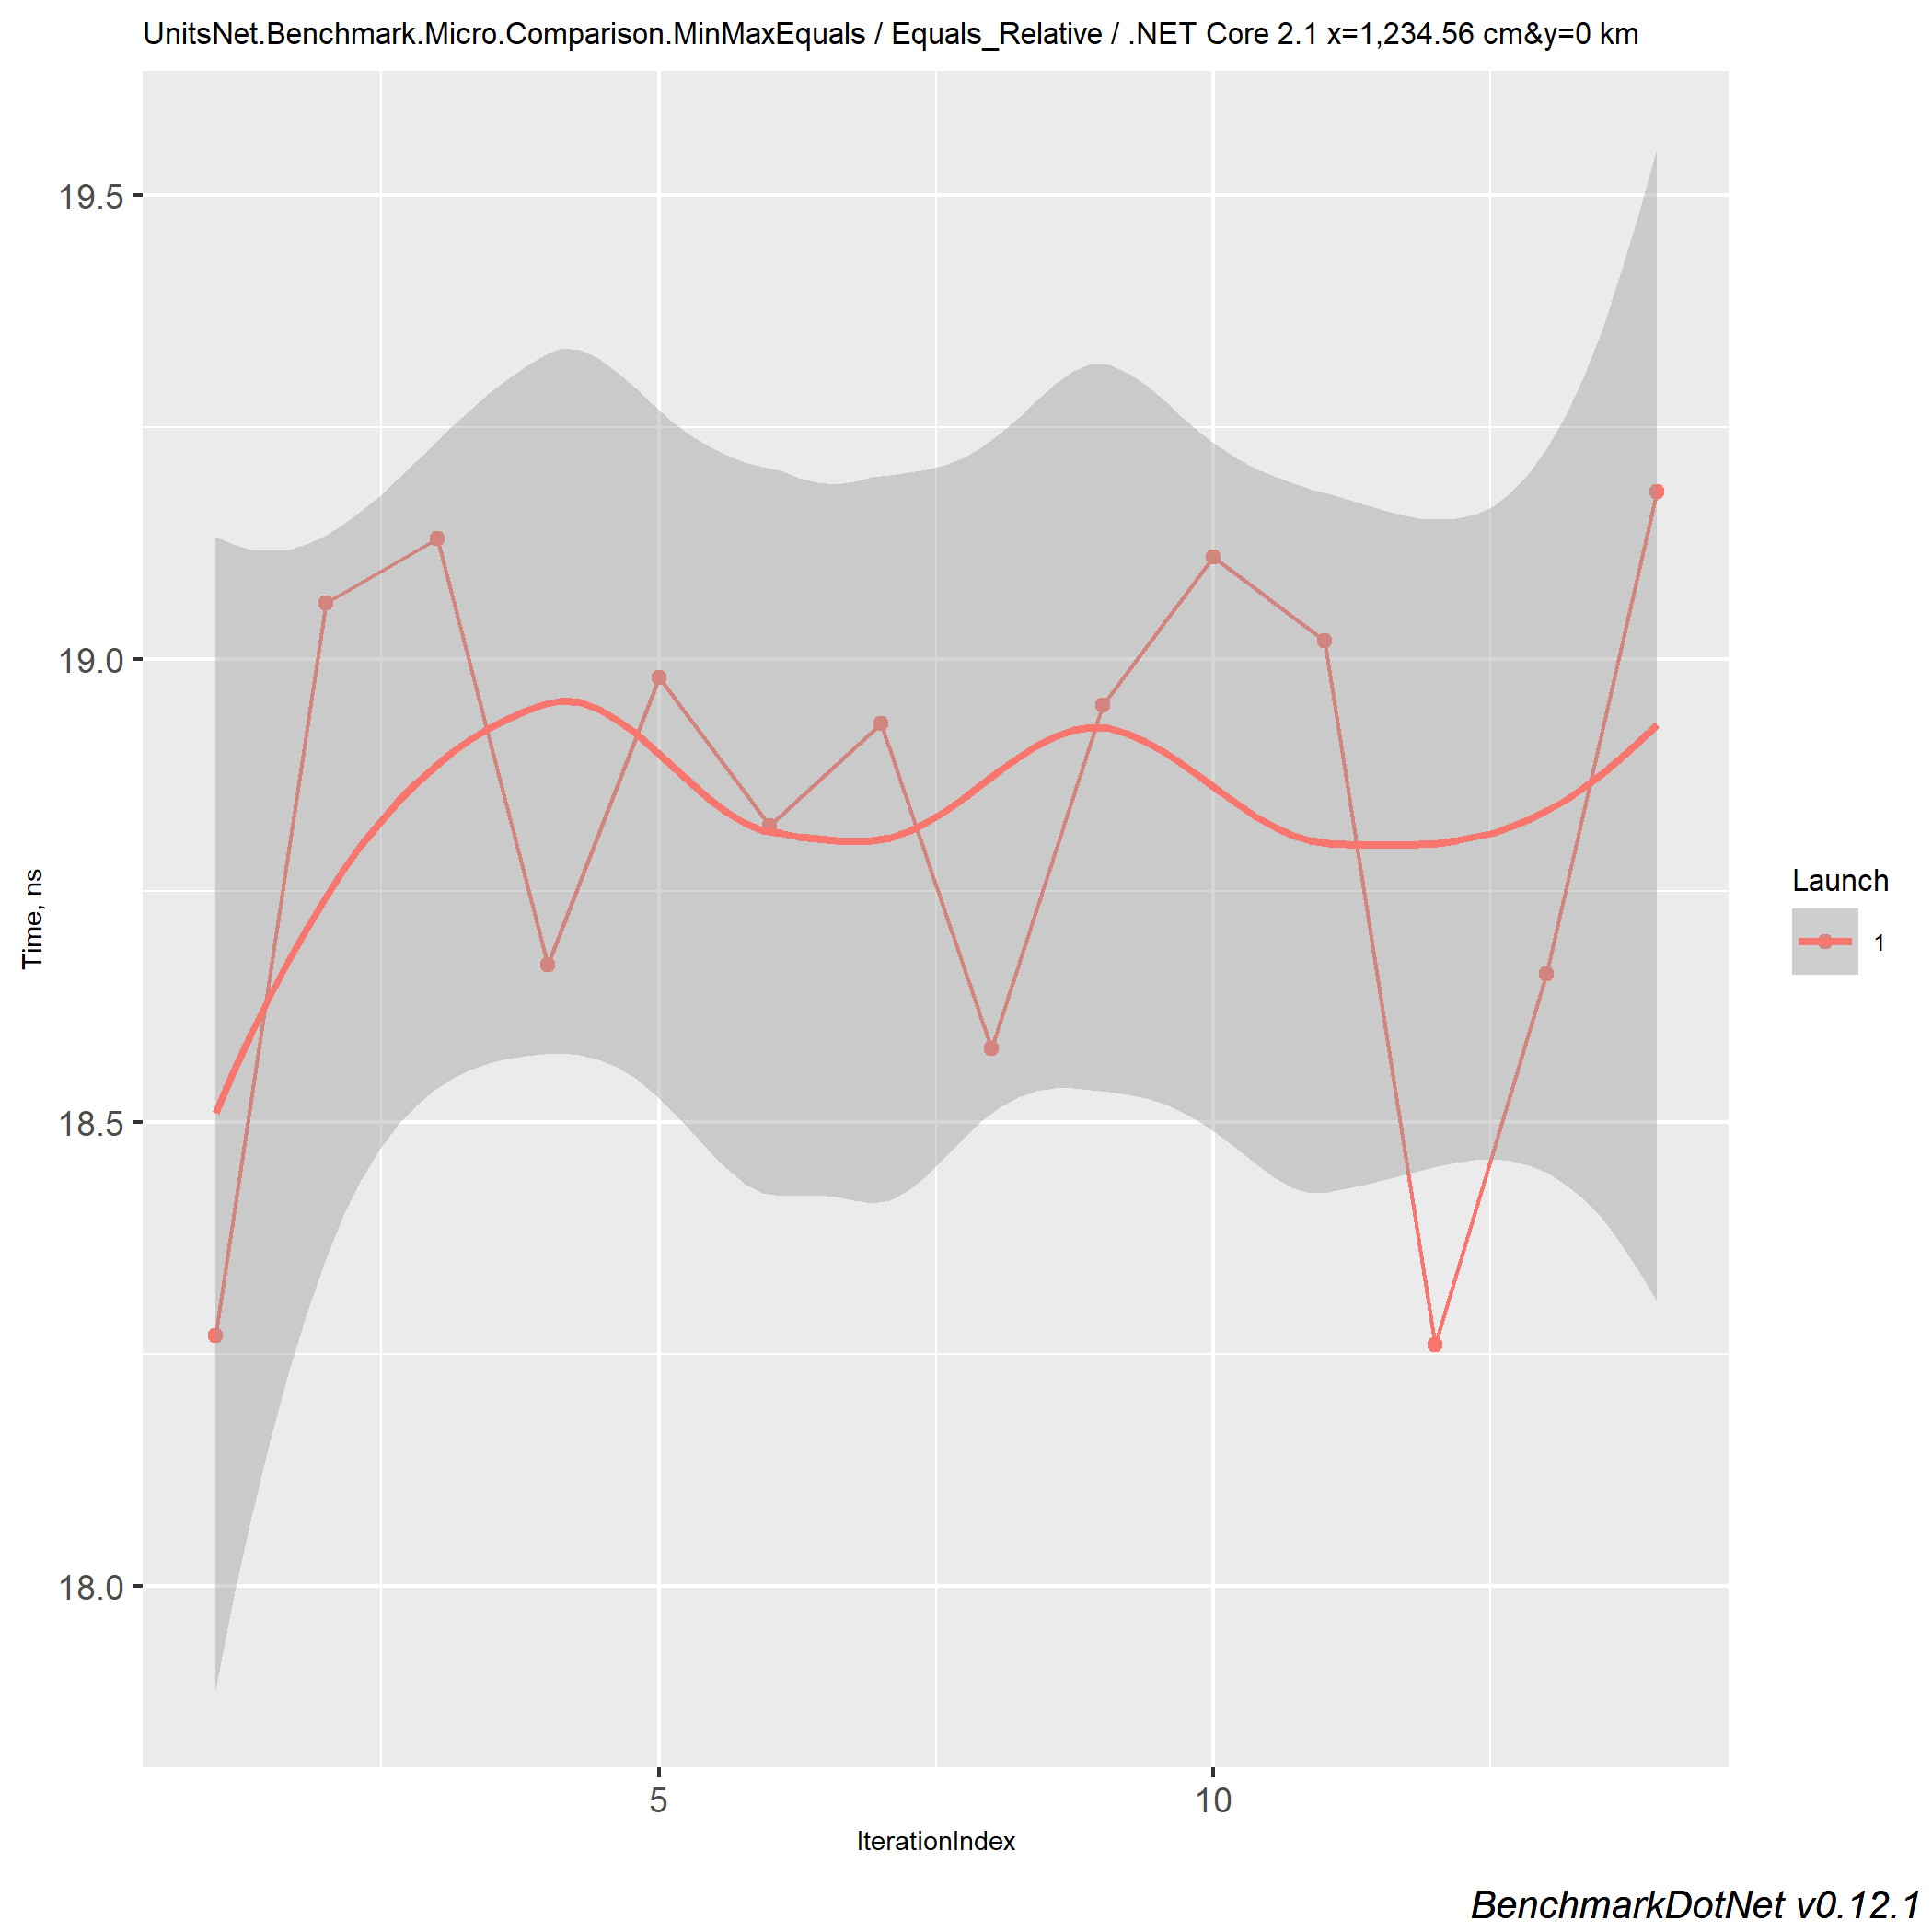 UnitsNet.Benchmark.Micro.Comparison.MinMaxEquals / Equals_Relative / .NET Core 2.1 x=1,234.56 cm&y=0 km
19.5
19.0
18.5
18.0
Time, ns
5
10
IterationIndex
Launch
1
BenchmarkDotNet v0.12.1